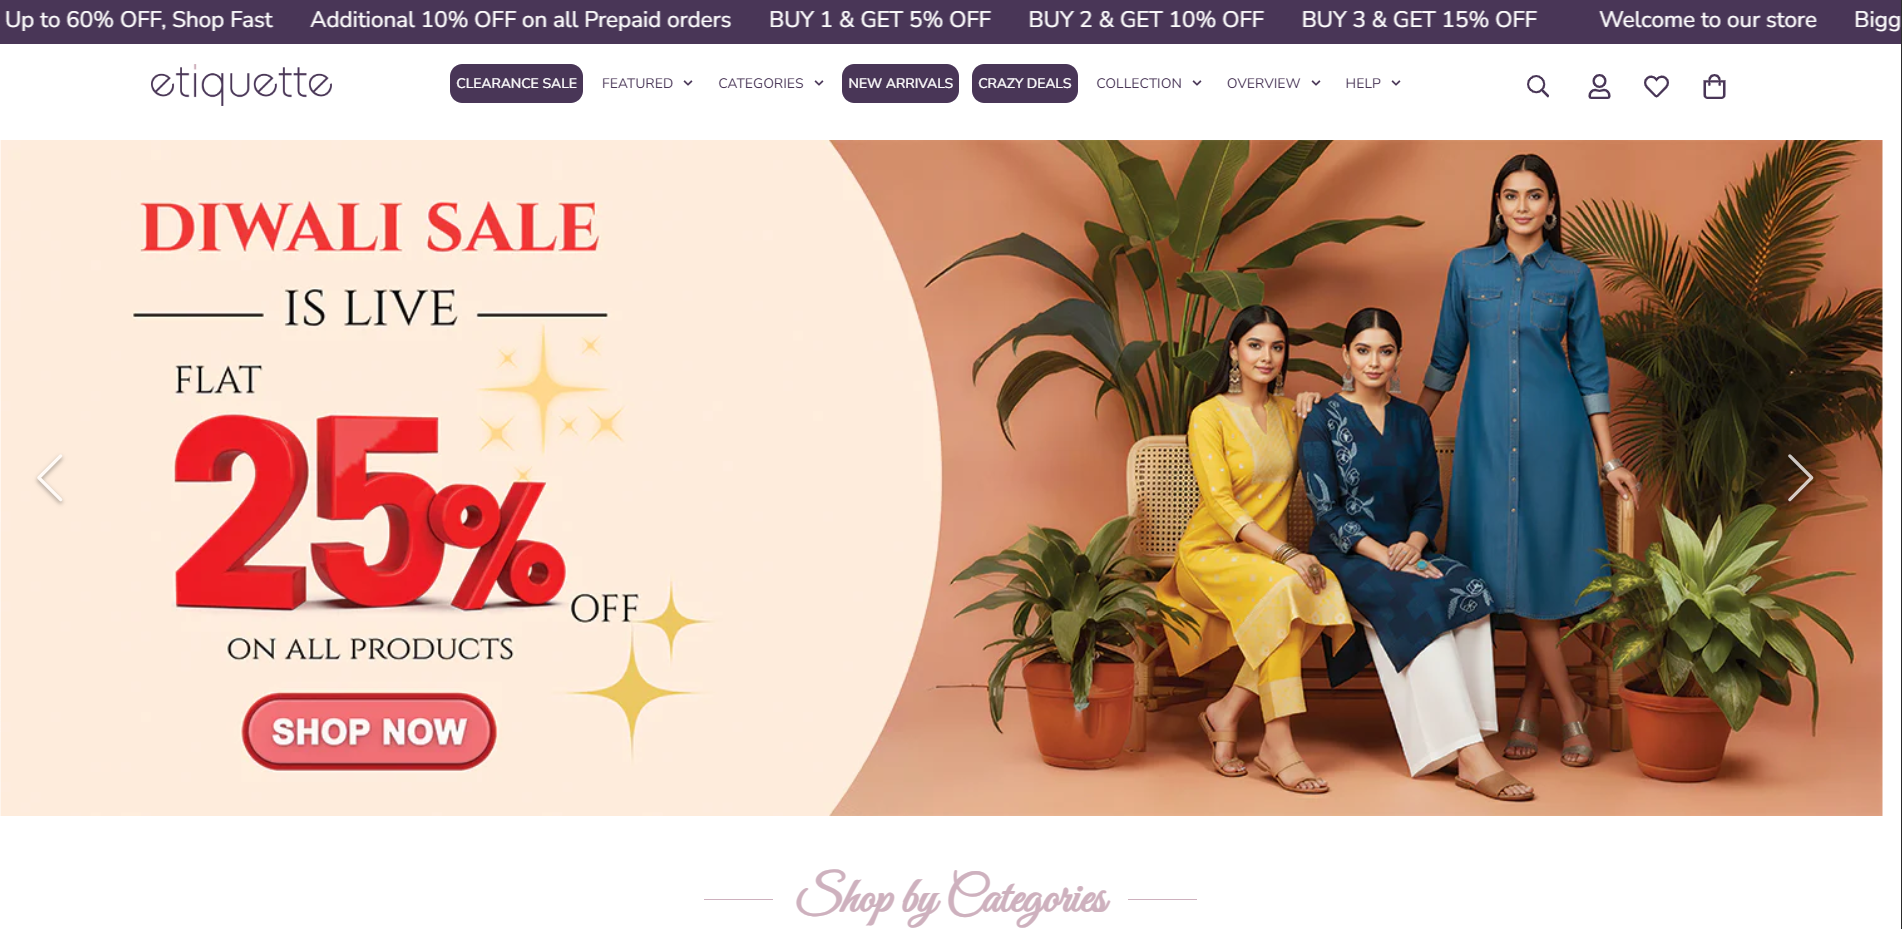 Up to 60% OFF, Shop Fast Additional 10% OFF on all Prepaid orders BUY 1 & GET 5% OFF BUY 2 & GET 10% OFF BUY 3 & GET 15% OFF Welcome to our store Bigg
etiquette CLEARANCE SALE FEATURED CATEGORIES NEW ARRIVALS CRAZY DEALS COLLECTION OVERVIEW HELP
DIWALI SALE
IS LIVE
FLAT
25%
OFF
ON ALL PRODUCTS
SHOP NOW
Shop by Categories